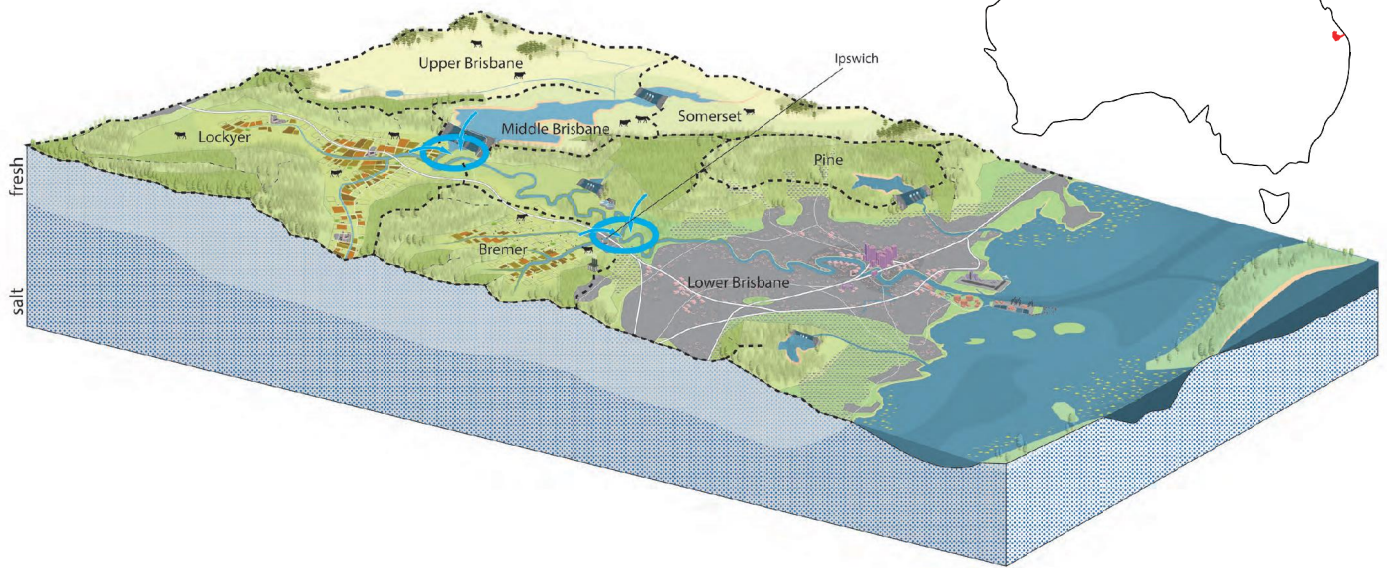 Ipswich
Upper Brisbane
Somerset
Middle Brisbane
Lockyer
Pine
fresh
Bremer
Lower Brisbane
salt